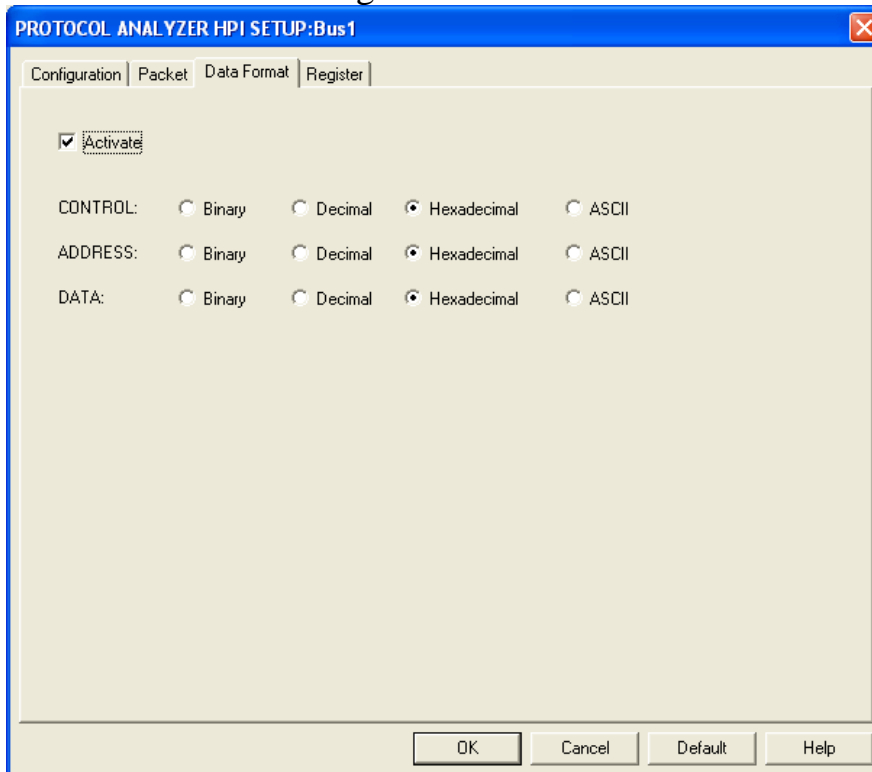 PROTOCOL ANALYZER HPI SETUP:Bus1
Configuration Packet Data Format Register
Activate
CONTROL: Binary Decimal Hexadecimal ASCII
ADDRESS: Binary Decimal Hexadecimal ASCII
DATA: Binary Decimal Hexadecimal ASCII
OK Cancel Default Help